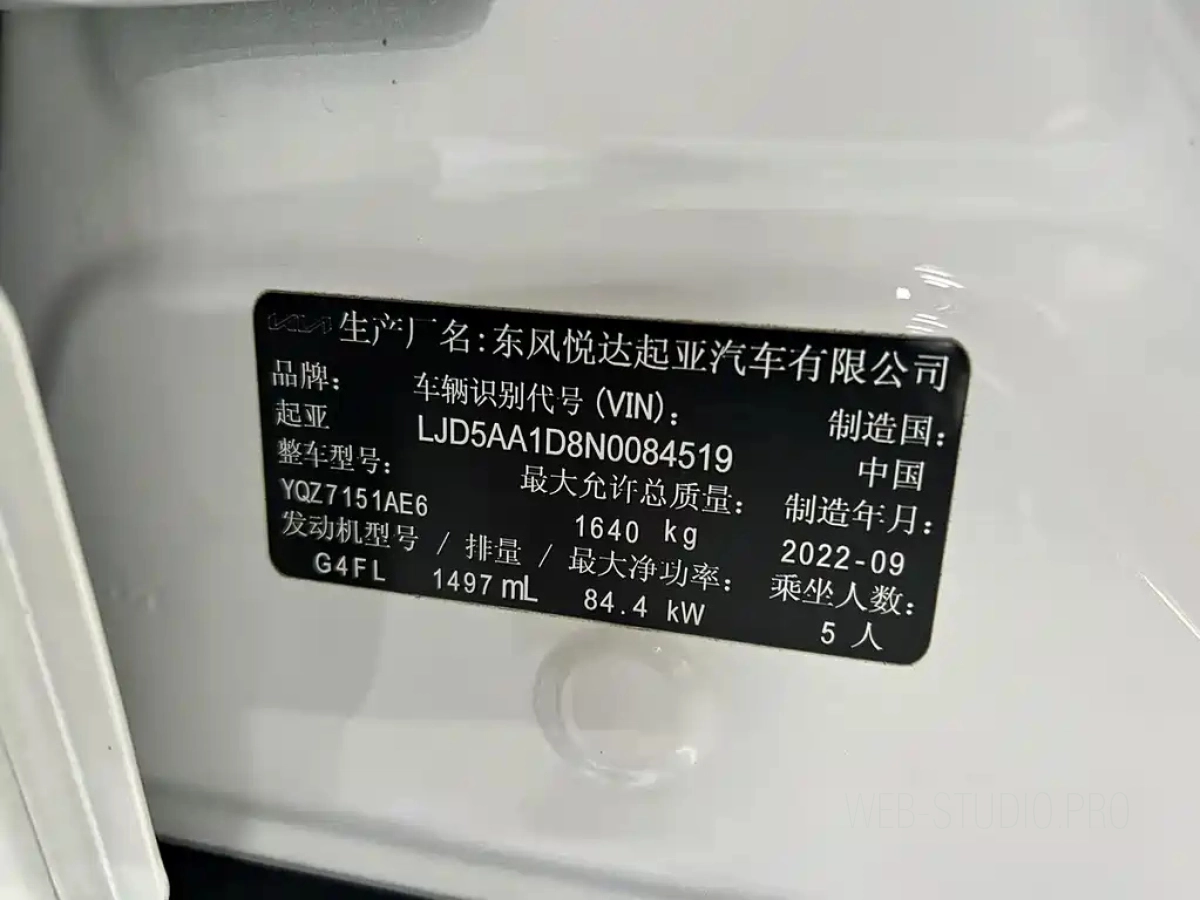 KIA 生产厂名:东风悦达起亚汽车有限公司
品牌: 车辆识别代号(VIN): 制造国:
起亚 LJD5AA1D8N0084519 中国
整车型号: 最大允许总质量: 制造年月:
YQZ7151AE6 1640 kg 2022-09
发动机型号 / 排量 / 最大净功率: 乘坐人数:
G4FL 1497 mL 84.4 kW 5 人
WEB-STUDIO PRO